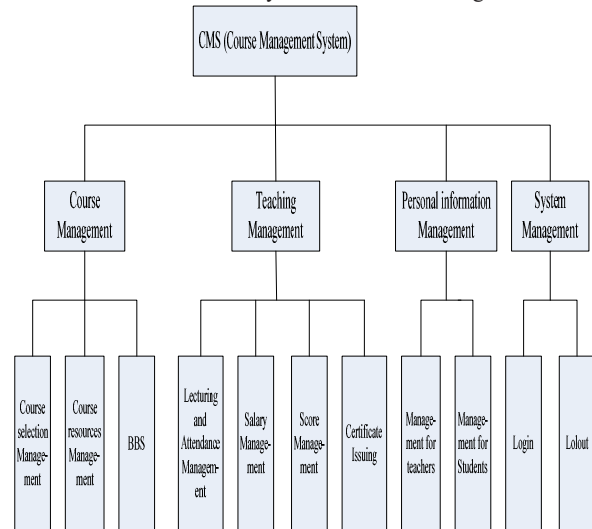 CMS (Course Management System)
Course
Management
Teaching
Management
Personal information
Management
System
Management
Course
selection
Manage-
ment
Course
resources
Manage-
ment
BBS
Lecturing
and
Attendance
Managem-
ent
Salary
Manage-
ment
Score
Manage-
ment
Certificate
Issuing
Manage-
ment for
teachers
Manage-
ment for
Students
Login
Lolout